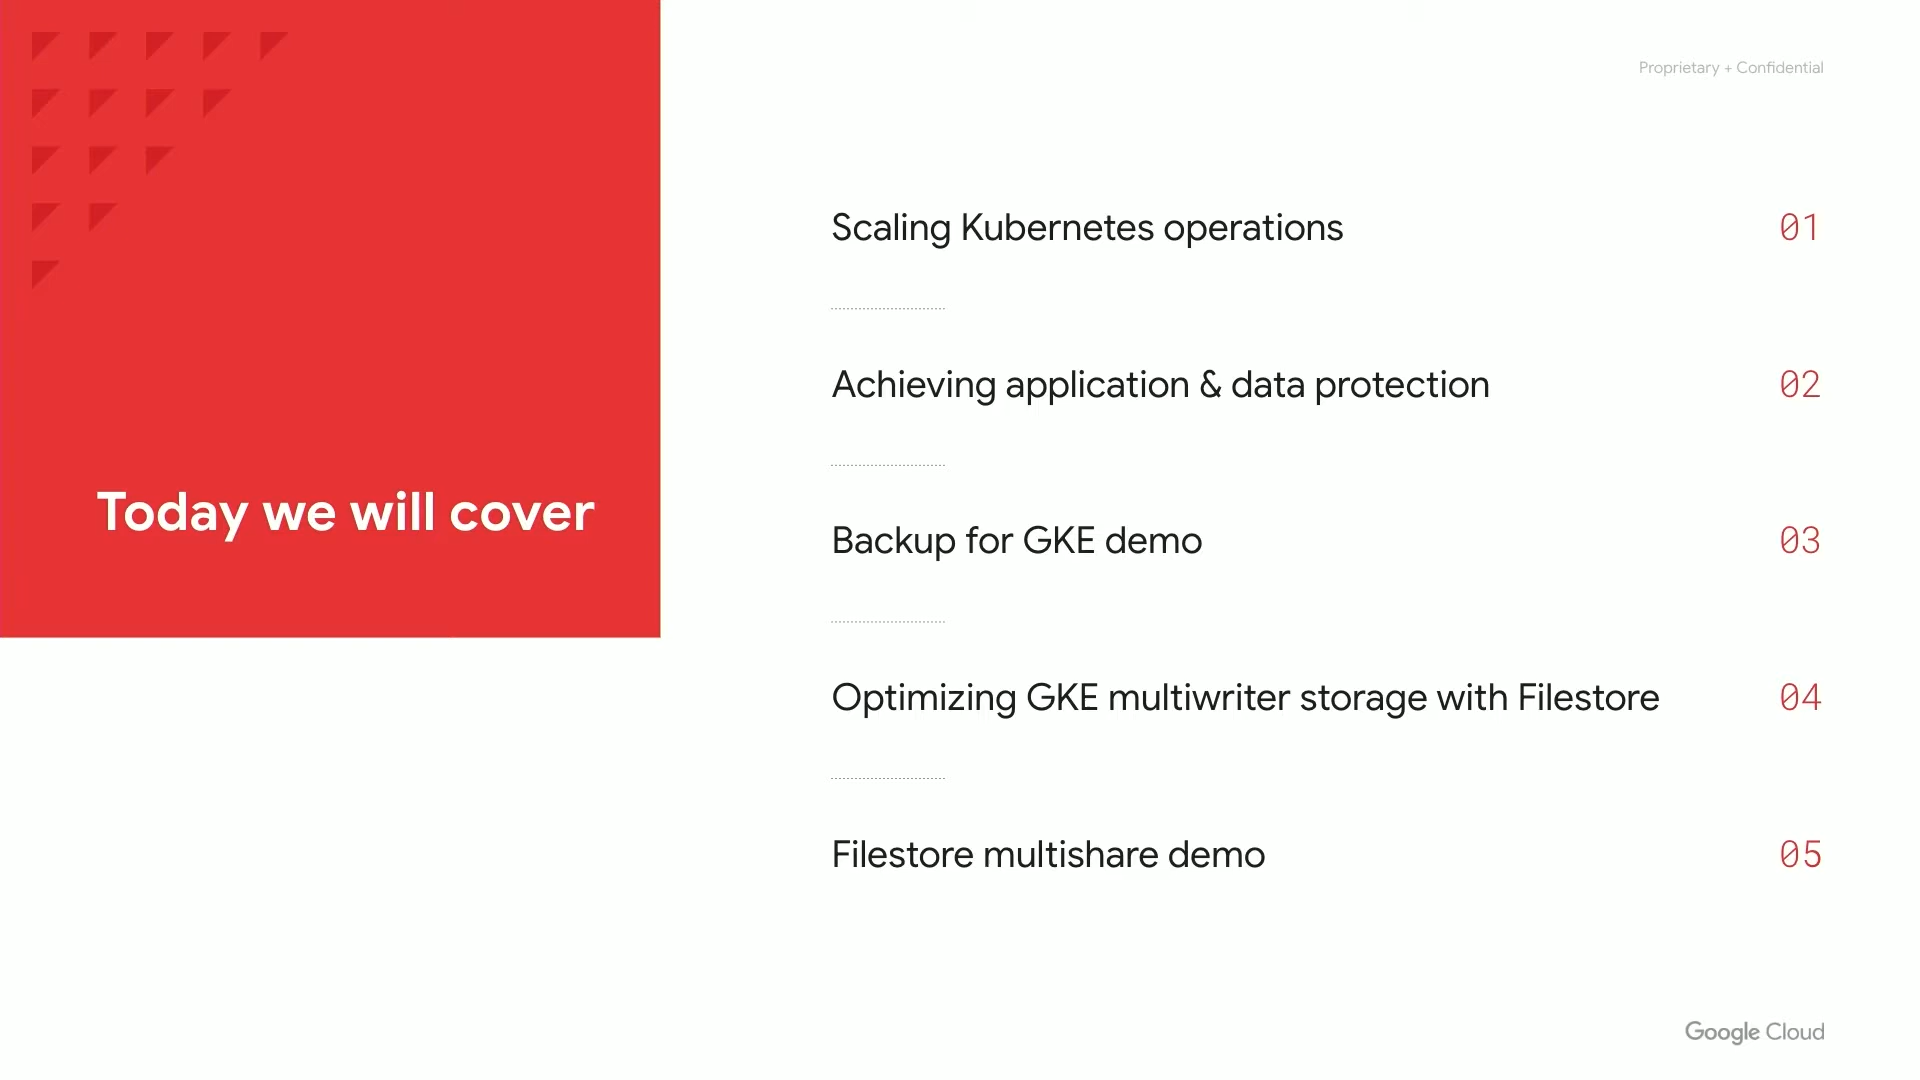 Proprietary + Confidential
Today we will cover
Scaling Kubernetes operations 01
Achieving application & data protection 02
Backup for GKE demo 03
Optimizing GKE multiwriter storage with Filestore 04
Filestore multishare demo 05
Google Cloud